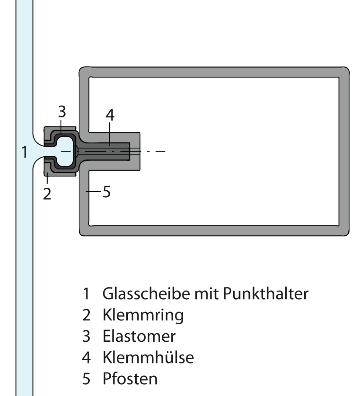 3
4
1
2
5
1 Glasscheibe mit Punkthalter
2 Klemmring
3 Elastomer
4 Klemmhülse
5 Pfosten